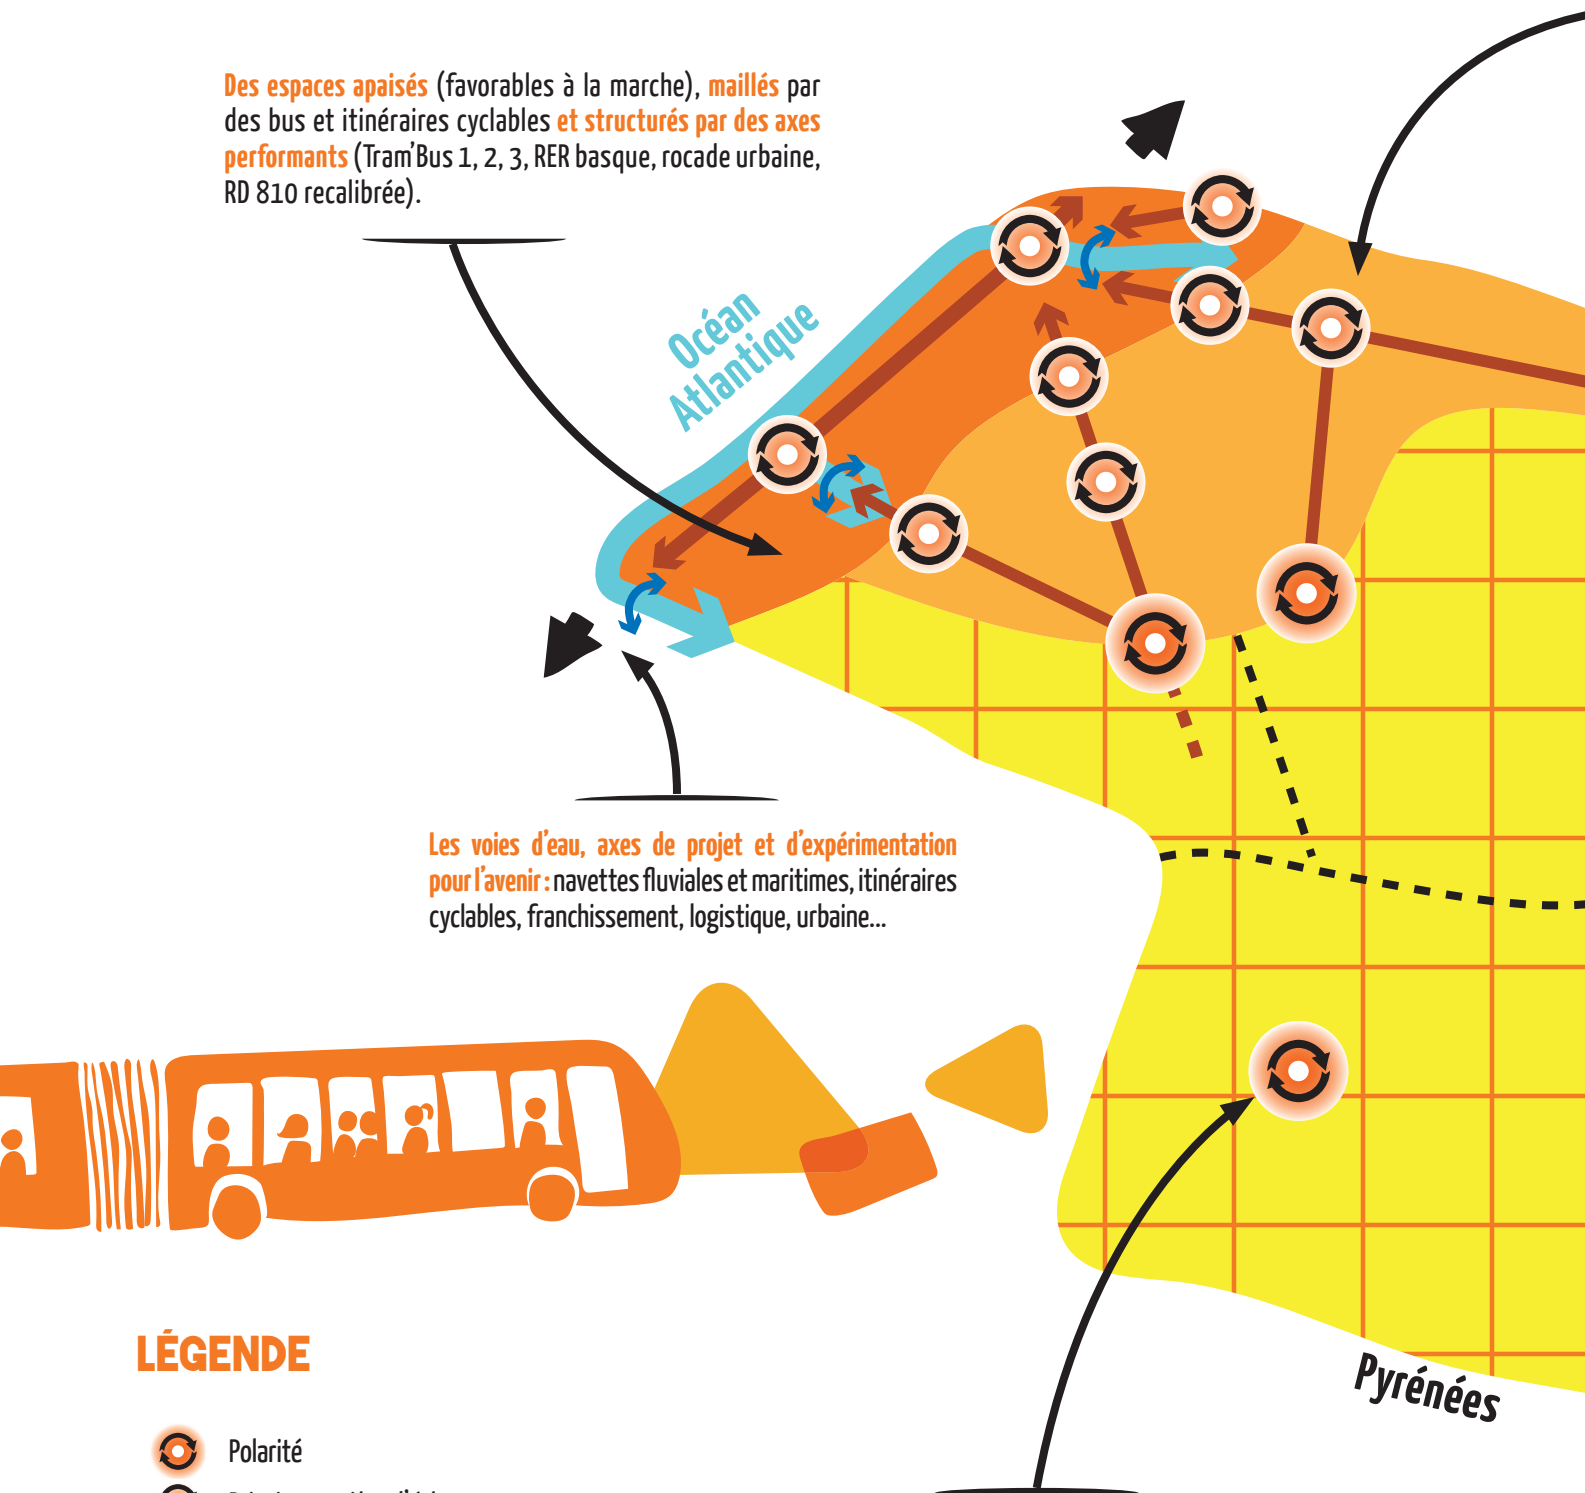 Des espaces apaisés (favorables à la marche), maillés par
des bus et itinéraires cyclables et structurés par des axes
performants (Tram'Bus 1, 2, 3, RER basque, rocade urbaine,
RD 810 recalibrée).
Océan
Atlantique
Les voies d'eau, axes de projet et d'expérimentation
pour l'avenir : navettes fluviales et maritimes, itinéraires
cyclables, franchissement, logistique, urbaine...
Pyrénées
LÉGENDE
Polarité